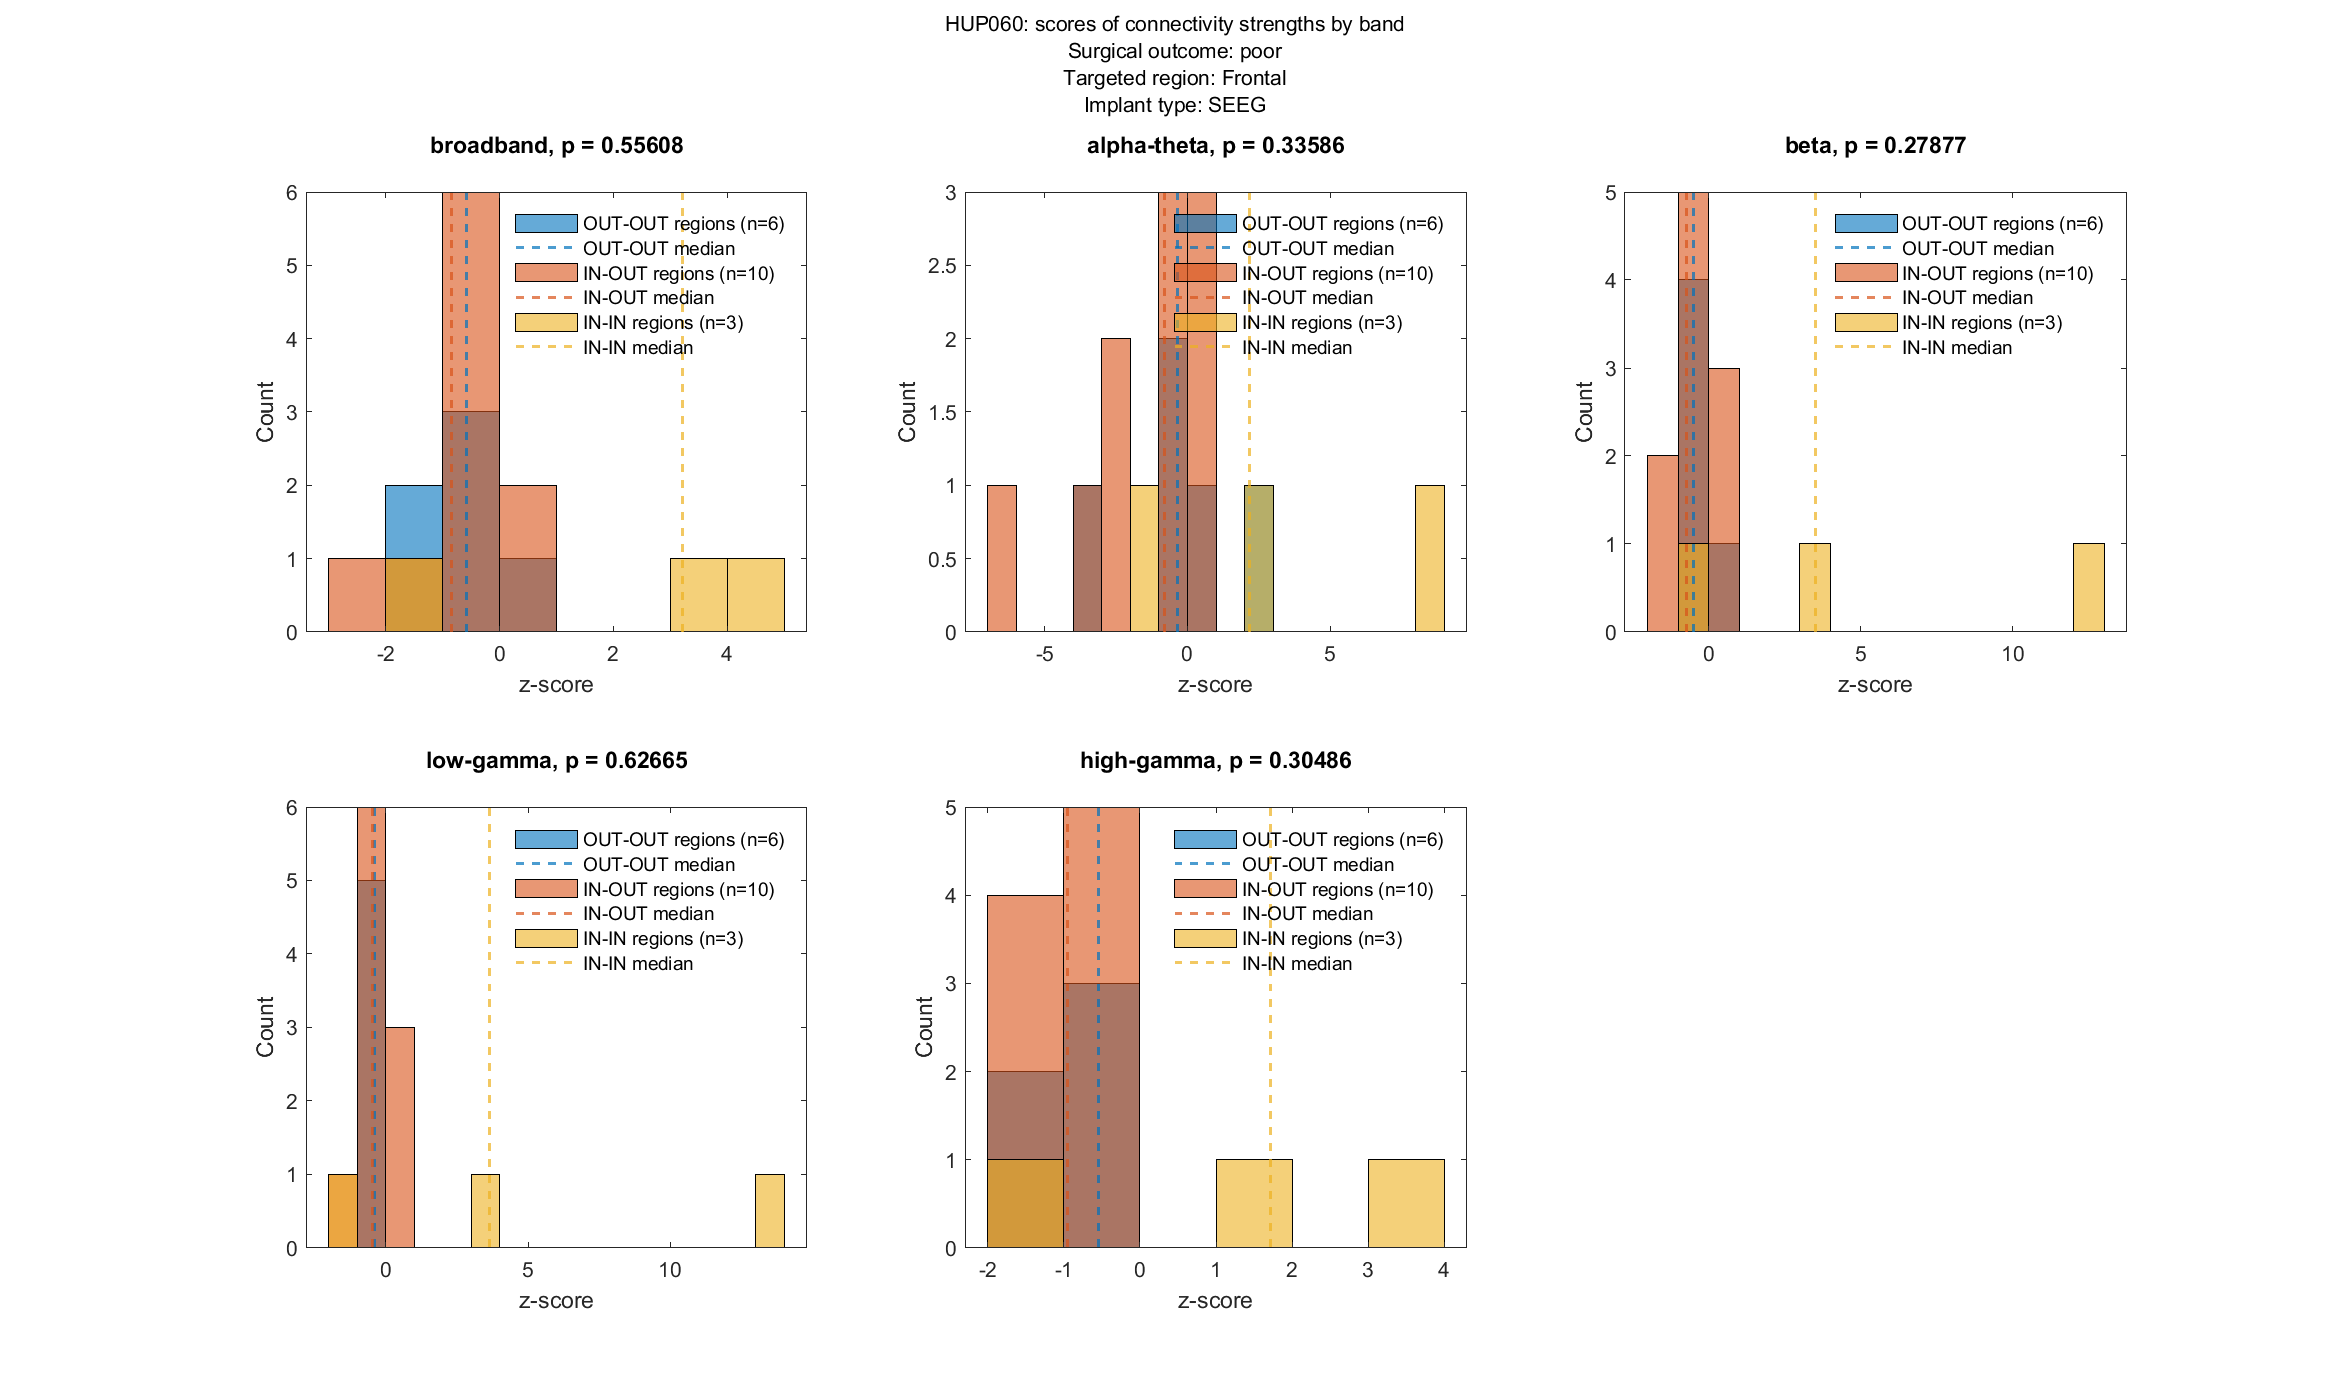 HUP060: scores of connectivity strengths by band
Surgical outcome: poor
Targeted region: Frontal
Implant type: SEEG
broadband, p = 0.55608
6
5
4
3
2
1
0
Count
-2
0
2
4
z-score
OUT-OUT regions (n=6)
OUT-OUT median
IN-OUT regions (n=10)
IN-OUT median
IN-IN regions (n=3)
IN-IN median
alpha-theta, p = 0.33586
3
2.5
2
1.5
1
0.5
0
Count
-5
0
5
z-score
OUT-OUT regions (n=6)
OUT-OUT median
IN-OUT regions (n=10)
IN-OUT median
IN-IN regions (n=3)
IN-IN median
beta, p = 0.27877
5
4
3
2
1
0
Count
0
5
10
z-score
OUT-OUT regions (n=6)
OUT-OUT median
IN-OUT regions (n=10)
IN-OUT median
IN-IN regions (n=3)
IN-IN median
low-gamma, p = 0.62665
6
5
4
3
2
1
0
Count
0
5
10
z-score
OUT-OUT regions (n=6)
OUT-OUT median
IN-OUT regions (n=10)
IN-OUT median
IN-IN regions (n=3)
IN-IN median
high-gamma, p = 0.30486
5
4
3
2
1
0
Count
-2
-1
0
1
2
3
4
z-score
OUT-OUT regions (n=6)
OUT-OUT median
IN-OUT regions (n=10)
IN-OUT median
IN-IN regions (n=3)
IN-IN median